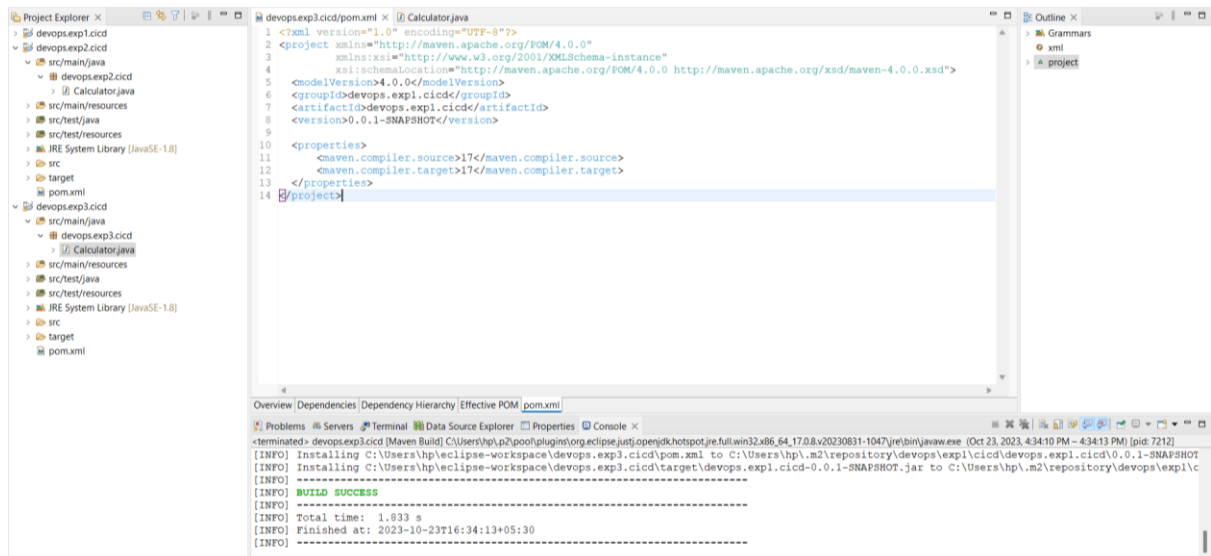 Project Explorer
devops.exp1.cicd
devops.exp2.cicd
src/main/java
devops.exp2.cicd
Calculator.java
src/main/resources
src/test/java
src/test/resources
JRE System Library [JavaSE-1.8]
src
target
pom.xml
devops.exp3.cicd
src/main/java
devops.exp3.cicd
Calculator.java
src/main/resources
src/test/java
src/test/resources
JRE System Library [JavaSE-1.8]
src
target
pom.xml
devops.exp3.cicd/pom.xml Calculator.java
1 <?xml version="1.0" encoding="UTF-8"?>
2 <project xmlns="http://maven.apache.org/POM/4.0.0"
3 xmlns:xsi="http://www.w3.org/2001/XMLSchema-instance"
4 xsi:schemaLocation="http://maven.apache.org/POM/4.0.0 http://maven.apache.org/xsd/maven-4.0.0.xsd">
5 <modelVersion>4.0.0</modelVersion>
6 <groupId>devops.exp1.cicd</groupId>
7 <artifactId>devops.exp1.cicd</artifactId>
8 <version>0.0.1-SNAPSHOT</version>
9
10 <properties>
11 <maven.compiler.source>17</maven.compiler.source>
12 <maven.compiler.target>17</maven.compiler.target>
13 </properties>
14 </project>
Overview Dependencies Dependency Hierarchy Effective POM pom.xml
Outline
Grammars
xml
project
Problems Servers Terminal Data Source Explorer Properties Console
<terminated> devops.exp3.cicd [Maven Build] C:\Users\hp\.p2\pool\plugins\org.eclipse.justj.openjdk.hotspot.jre.full.win32.x86_64_17.0.8.v20230831-1047\jre\bin\javaw.exe (Oct 23, 2023, 4:34:10 PM – 4:34:13 PM) [pid: 7212]
[INFO] Installing C:\Users\hp\eclipse-workspace\devops.exp3.cicd\pom.xml to C:\Users\hp\.m2\repository\devops\exp1\cicd\devops.exp1.cicd\0.0.1-SNAPSHOT
[INFO] Installing C:\Users\hp\eclipse-workspace\devops.exp3.cicd\target\devops.exp1.cicd-0.0.1-SNAPSHOT.jar to C:\Users\hp\.m2\repository\devops\exp1\c
[INFO] ------------------------------------------------------------------------
[INFO] BUILD SUCCESS
[INFO] ------------------------------------------------------------------------
[INFO] Total time: 1.833 s
[INFO] Finished at: 2023-10-23T16:34:13+05:30
[INFO] ------------------------------------------------------------------------